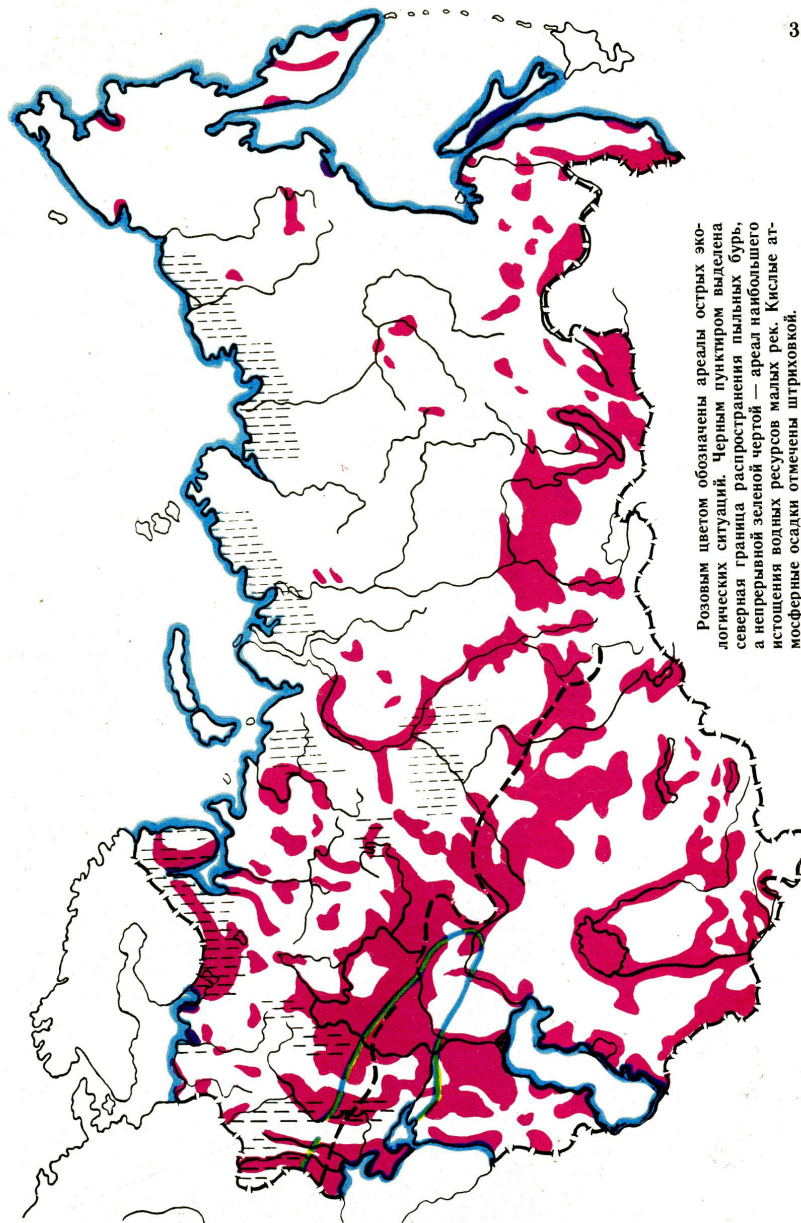 3
Розовым цветом обозначены ареалы острых эко-
логических ситуаций. Черным пунктиром выделена
северная граница распространения пыльных бурь,
а непрерывной зеленой чертой — ареал наибольшего
истощения водных ресурсов малых рек. Кислые ат-
мосферные осадки отмечены штриховкой.